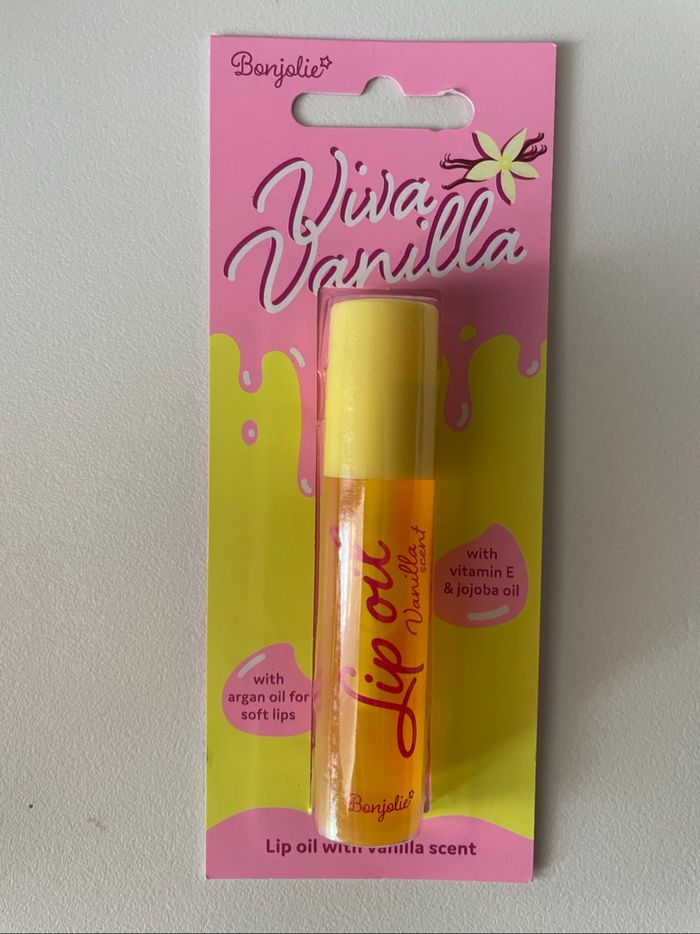 Bonjolie
Viva
Vanilla
Lip oil
Vanilla
scent
with
vitamin E
& jojoba oil
with
argan oil for
soft lips
Bonjolie
Lip oil with vanilla scent